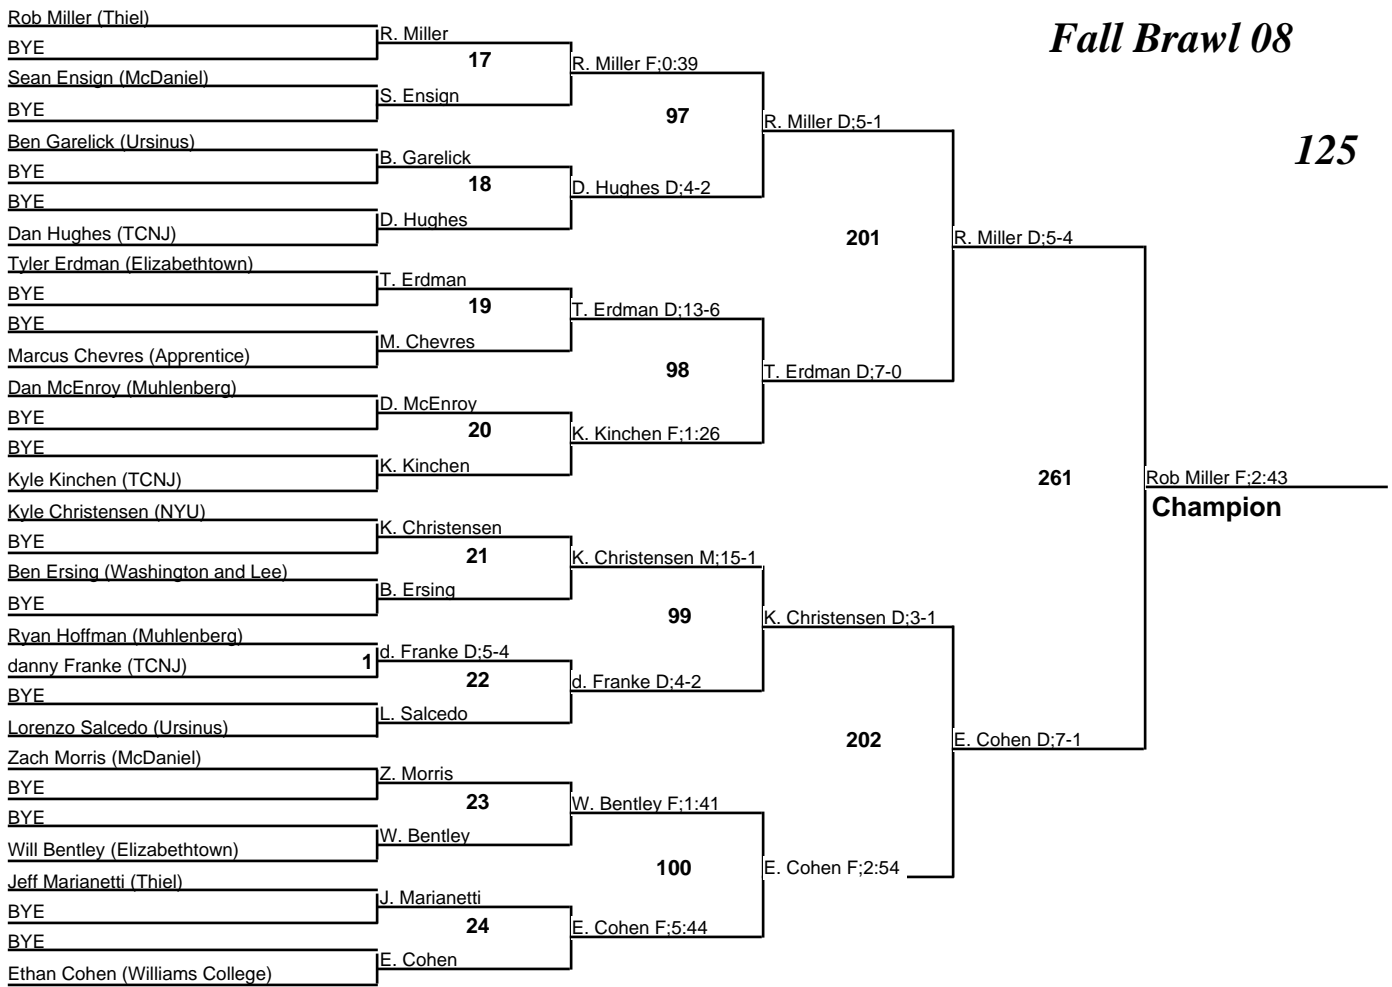 Fall Brawl 08
125
Rob Miller (Thiel)
BYE
Sean Ensign (McDaniel)
BYE
Ben Garelick (Ursinus)
BYE
BYE
Dan Hughes (TCNJ)
Tyler Erdman (Elizabethtown)
BYE
BYE
Marcus Chevres (Apprentice)
Dan McEnroy (Muhlenberg)
BYE
BYE
Kyle Kinchen (TCNJ)
Kyle Christensen (NYU)
BYE
Ben Ersing (Washington and Lee)
BYE
Ryan Hoffman (Muhlenberg)
danny Franke (TCNJ)
1
BYE
Lorenzo Salcedo (Ursinus)
Zach Morris (McDaniel)
BYE
BYE
Will Bentley (Elizabethtown)
Jeff Marianetti (Thiel)
BYE
BYE
Ethan Cohen (Williams College)
R. Miller
17
S. Ensign
B. Garelick
18
D. Hughes
T. Erdman
19
M. Chevres
D. McEnroy
20
K. Kinchen
K. Christensen
21
B. Ersing
d. Franke D;5-4
22
L. Salcedo
Z. Morris
23
W. Bentley
J. Marianetti
24
E. Cohen
R. Miller F;0:39
97
D. Hughes D;4-2
T. Erdman D;13-6
98
K. Kinchen F;1:26
K. Christensen M;15-1
99
d. Franke D;4-2
W. Bentley F;1:41
100
E. Cohen F;5:44
R. Miller D;5-1
201
T. Erdman D;7-0
K. Christensen D;3-1
202
E. Cohen F;2:54
R. Miller D;5-4
261
E. Cohen D;7-1
Rob Miller F;2:43
Champion